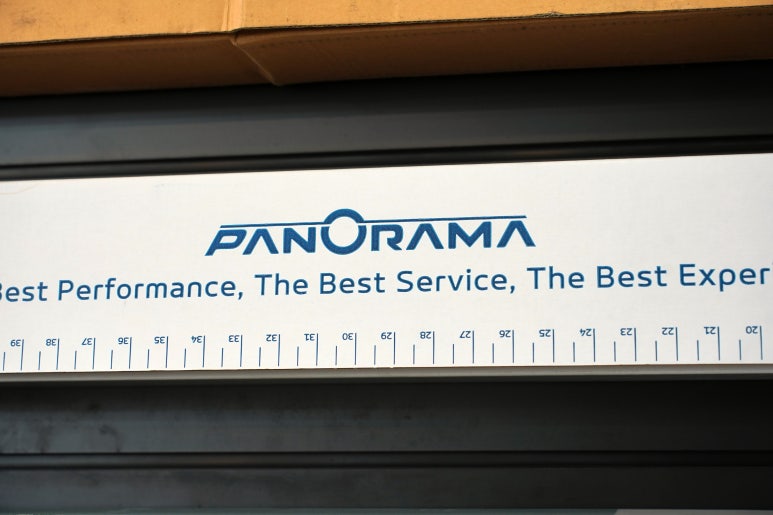 PANORAMA
Best Performance, The Best Service, The Best Experi
39 38 37 36 35 34 33 32 31 30 29 28 27 26 25 24 23 22 21 20